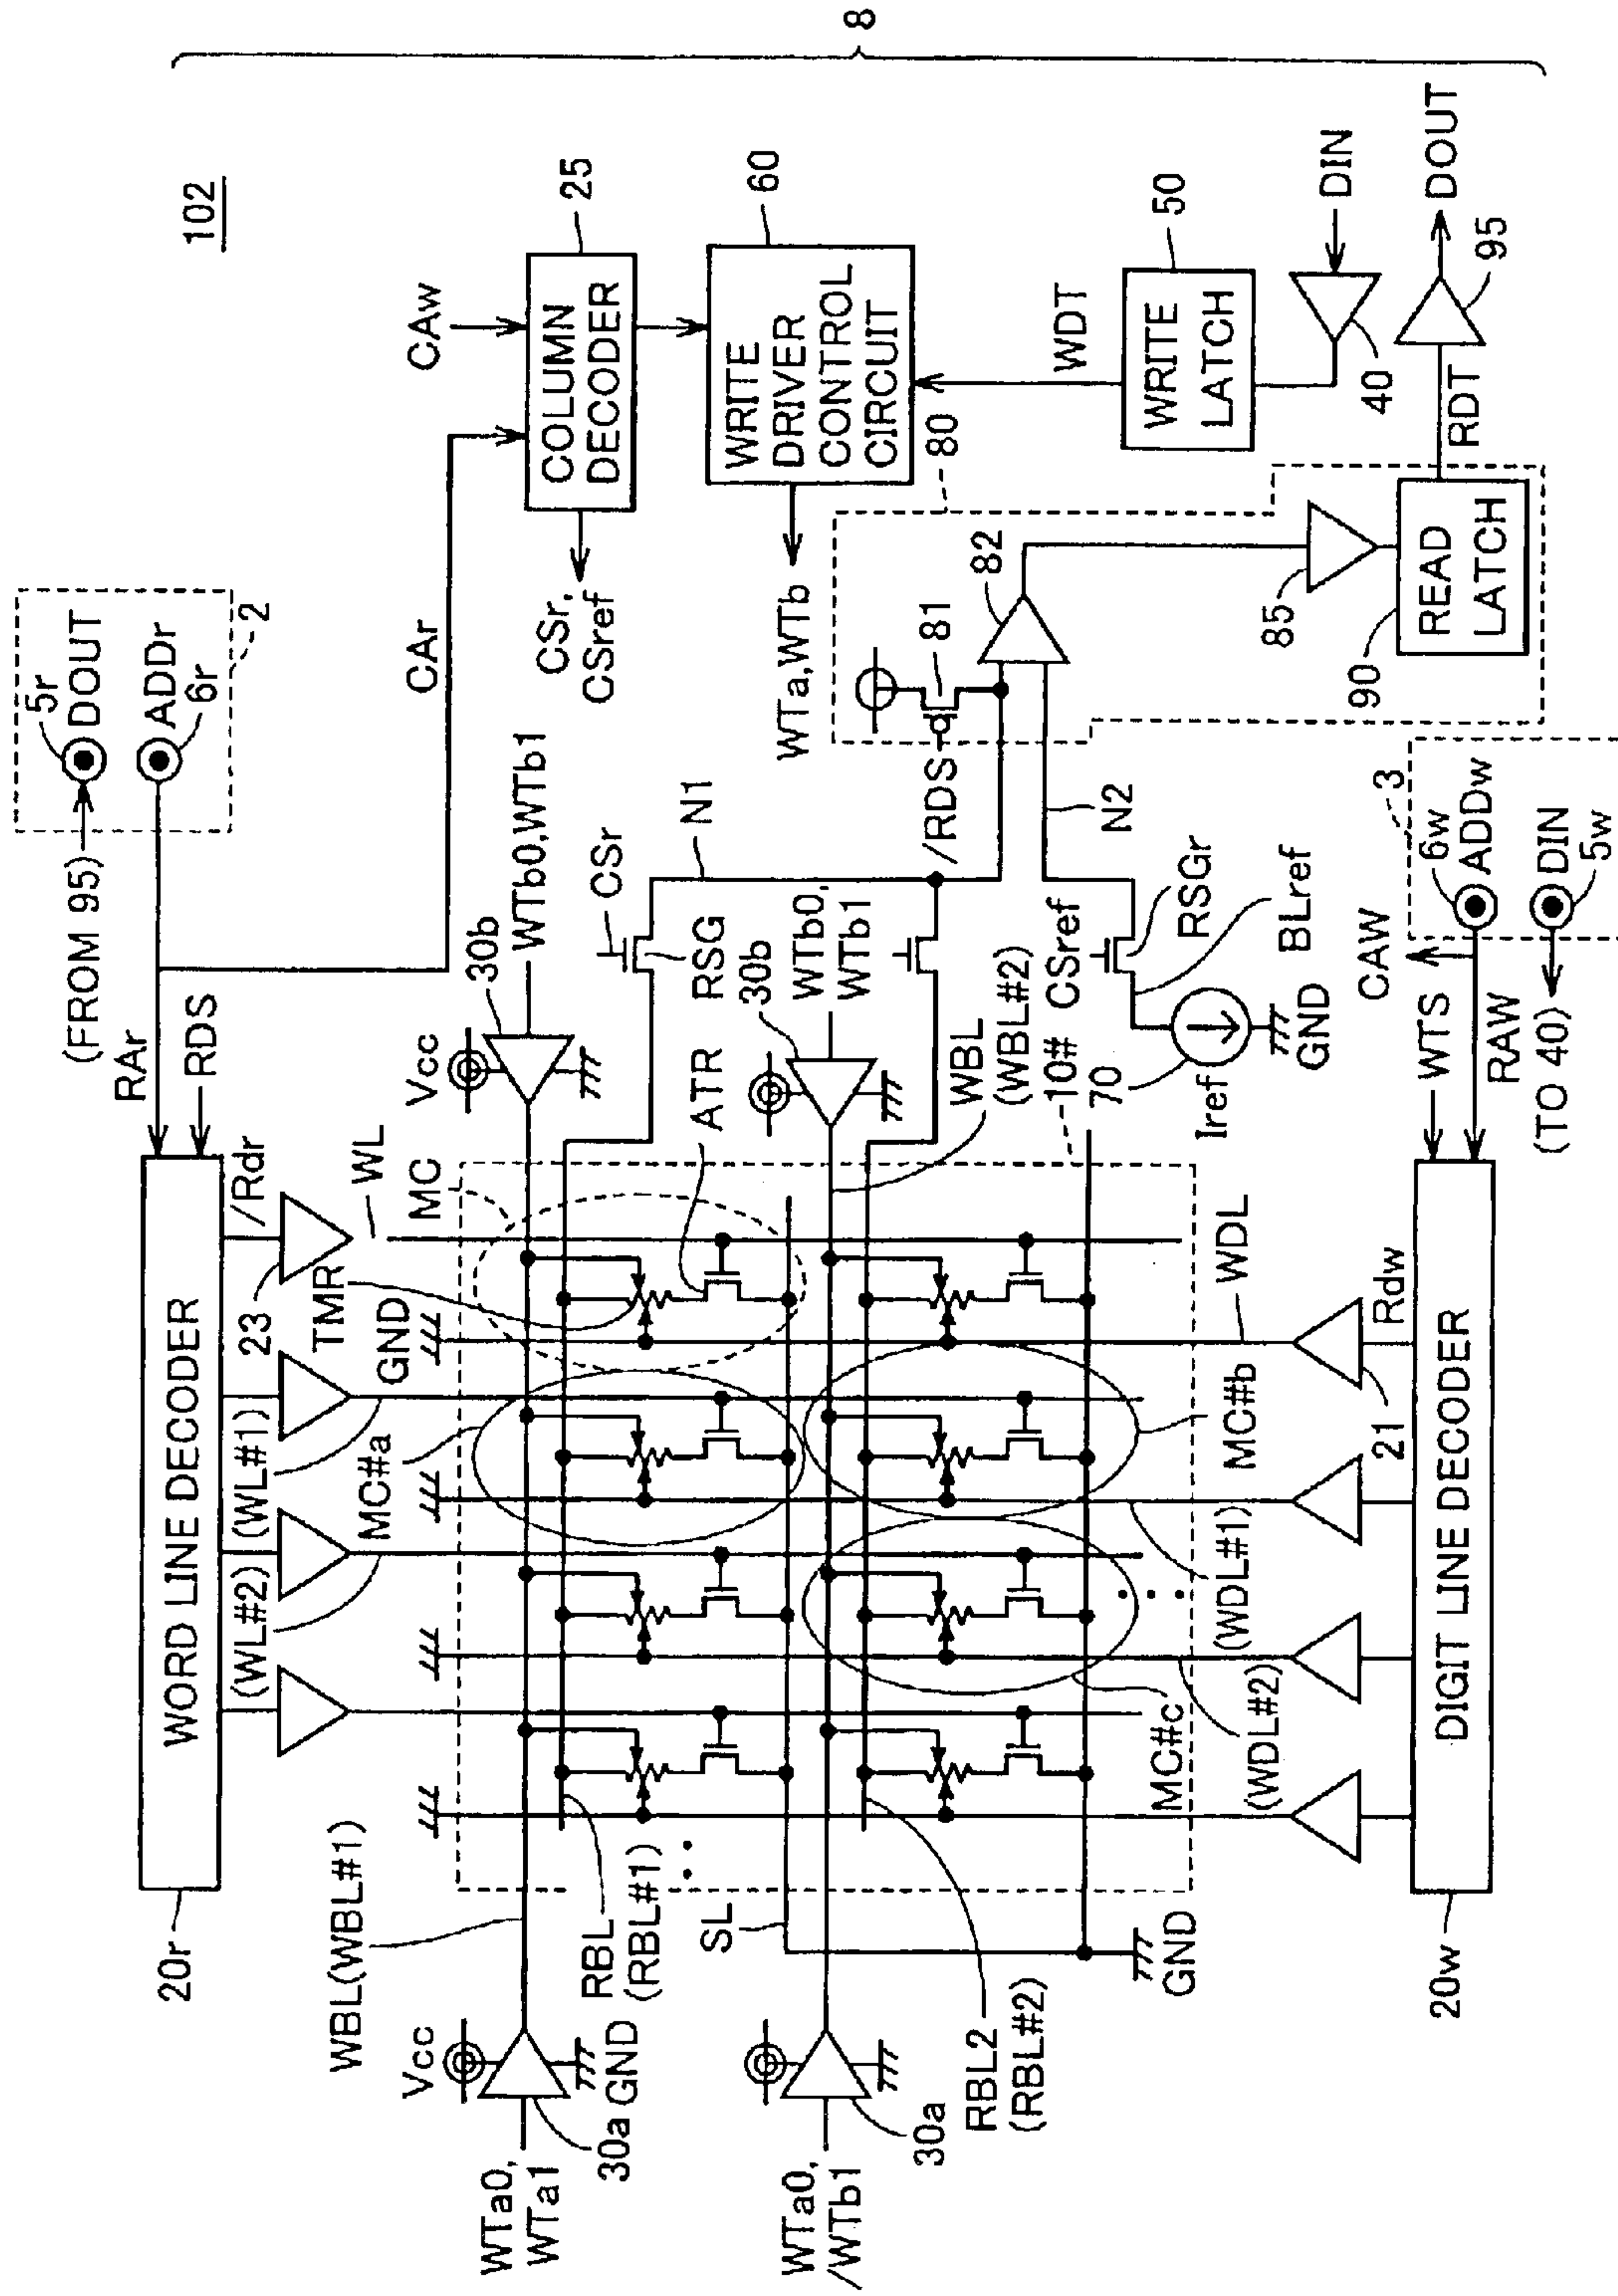 102
8
5r
DOUT
ADDr
6r
2
(FROM 95)
RAr
RDS
CAr
CAw
COLUMN
DECODER
25
CSr,
CSref
WRITE
DRIVER
CONTROL
CIRCUIT
60
WTa,WTb
WDT
WRITE
LATCH
50
DIN
40
DOUT
95
RDT
80
82
81
/RDS
85
90
READ
LATCH
WORD LINE DECODER
20r
/Rdr
23
WL
(WL#1)
(WL#2)
MC
TMR
GND
MC#a
ATR
Vcc
30b
WTb0,WTb1
CSr
RSG
N1
30b
WTb0,
WTb1
WBL
(WBL#2)
10#
CSref
N2
RSGr
BLref
70
Iref
GND
3
6w
ADDw
DIN
5w
CAW
WTS
RAW
(TO 40)
WBL(WBL#1)
Vcc
GND
30a
WTa0,
WTa1
RBL
(RBL#1)
SL
WTa0,
/WTb1
30a
RBL2
(RBL#2)
GND
WDL
Rdw
21
MC#b
(WDL#1)
MC#c
(WDL#2)
DIGIT LINE DECODER
20w